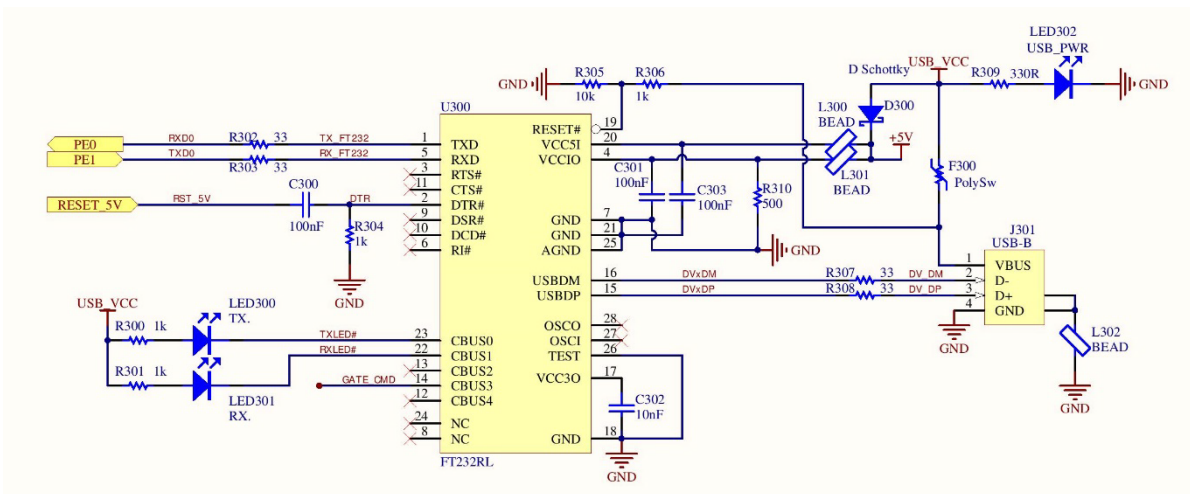 LED302
USB_PWR
USB_VCC
R309
330R
GND
D Schottky
D300
GND
R305
10k
R306
1k
U300
L300
BEAD
+5V
L301
BEAD
F300
PolySw
PE0
RXD0
R302
33
TX_FT232
1
TXD
PE1
TXD0
R303
33
RX_FT232
5
RXD
3
RTS#
11
CTS#
RESET_5V
RST_5V
C300
100nF
DTR
2
DTR#
R304
1k
GND
9
DSR#
10
DCD#
6
RI#
RESET#
19
VCC5I
20
VCCIO
4
C301
100nF
C303
100nF
R310
500
GND
7
GND
21
AGND
25
GND
USBDM
16
DVxDM
R307
33
DV_DM
USBDP
15
DVxDP
R308
33
DV_DP
J301
USB-B
1
VBUS
2
D-
3
D+
4
GND
GND
L302
BEAD
GND
OSCO
28
OSCI
27
TEST
26
VCC3O
17
C302
10nF
GND
18
GND
USB_VCC
LED300
TX.
R300
1k
TXLED#
23
CBUS0
RXLED#
22
CBUS1
13
CBUS2
R301
1k
LED301
RX.
GATE_CMD
14
CBUS3
12
CBUS4
24
NC
8
NC
FT232RL